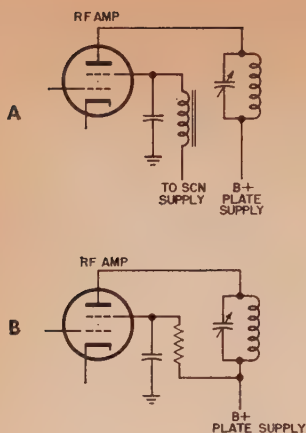 RF AMP
A
TO SCN
SUPPLY
B+
PLATE
SUPPLY
RF AMP
B
B+
PLATE SUPPLY